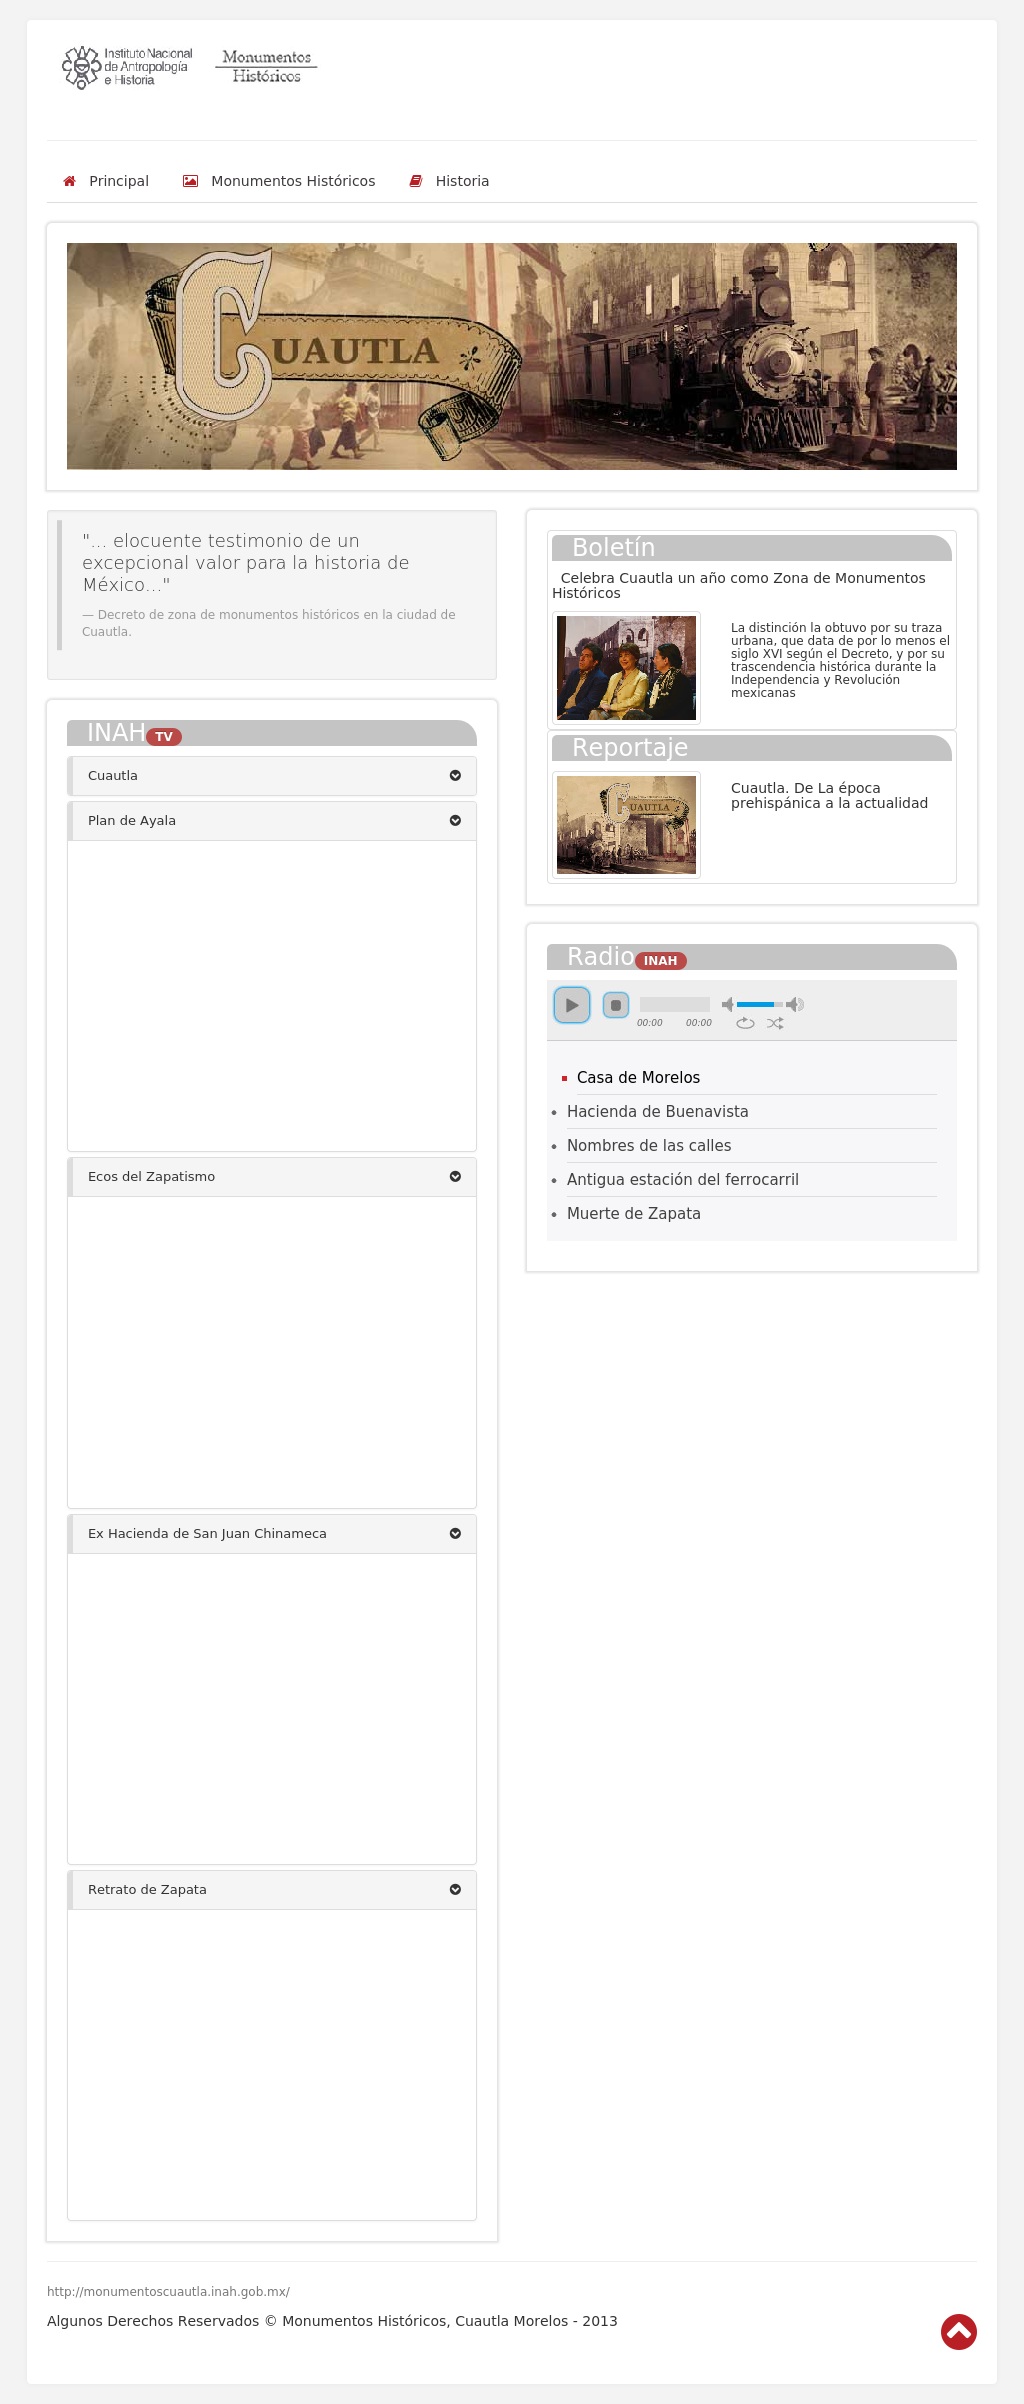 Instituto Nacional
de Antropología
e Historia
Monumentos
Históricos
Principal
Monumentos Históricos
Historia
CUAUTLA
"... elocuente testimonio de un
excepcional valor para la historia de
México..."
— Decreto de zona de monumentos históricos en la ciudad de
Cuautla.
INAH TV
Cuautla
Plan de Ayala
Ecos del Zapatismo
Ex Hacienda de San Juan Chinameca
Retrato de Zapata
Boletín
Celebra Cuautla un año como Zona de Monumentos
Históricos
La distinción la obtuvo por su traza
urbana, que data de por lo menos el
siglo XVI según el Decreto, y por su
trascendencia histórica durante la
Independencia y Revolución
mexicanas
Reportaje
CUAUTLA
Cuautla. De La época
prehispánica a la actualidad
Radio INAH
00:00 00:00
Casa de Morelos
Hacienda de Buenavista
Nombres de las calles
Antigua estación del ferrocarril
Muerte de Zapata
http://monumentoscuautla.inah.gob.mx/
Algunos Derechos Reservados © Monumentos Históricos, Cuautla Morelos - 2013